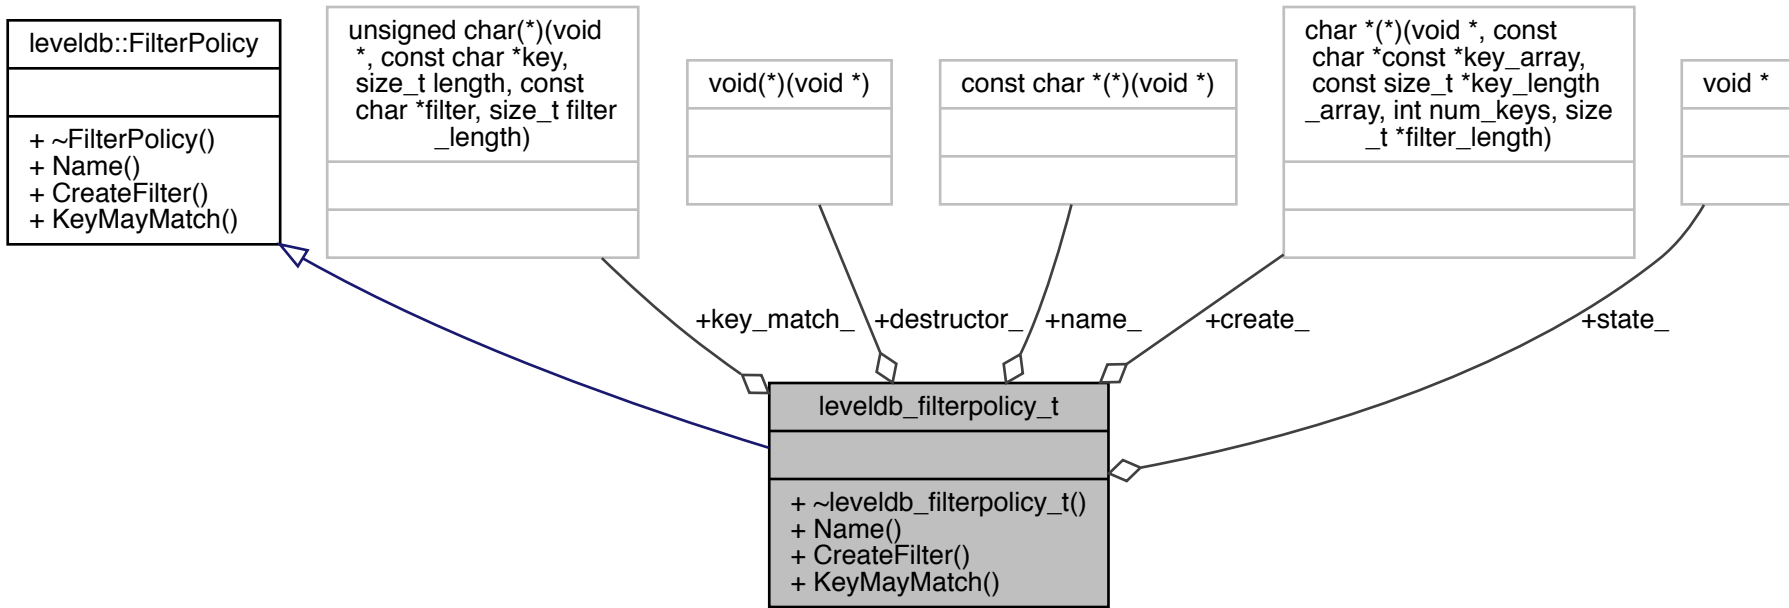 leveldb::FilterPolicy
+ ~FilterPolicy()
+ Name()
+ CreateFilter()
+ KeyMayMatch()
unsigned char(*)(void
*, const char *key,
size_t length, const
char *filter, size_t filter
_length)
void(*)(void *)
const char *(*)(void *)
char *(*)(void *, const
char *const *key_array,
const size_t *key_length
_array, int num_keys, size
_t *filter_length)
void *
+key_match_
+destructor_
+name_
+create_
+state_
leveldb_filterpolicy_t
+ ~leveldb_filterpolicy_t()
+ Name()
+ CreateFilter()
+ KeyMayMatch()